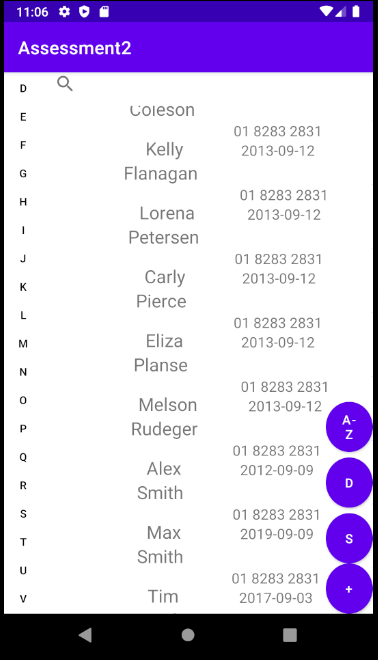 11:06
Assessment2
D
E
F
G
H
I
J
K
L
M
N
O
P
Q
R
S
T
U
V
Coleson
01 8283 2831
Kelly
2013-09-12
Flanagan
01 8283 2831
Lorena
2013-09-12
Petersen
01 8283 2831
Carly
2013-09-12
Pierce
01 8283 2831
Eliza
2013-09-12
Planse
01 8283 2831
Melson
2013-09-12
Rudeger
01 8283 2831
Alex
2012-09-09
Smith
01 8283 2831
Max
2019-09-09
Smith
01 8283 2831
Tim
2017-09-03
A-
Z
D
S
+